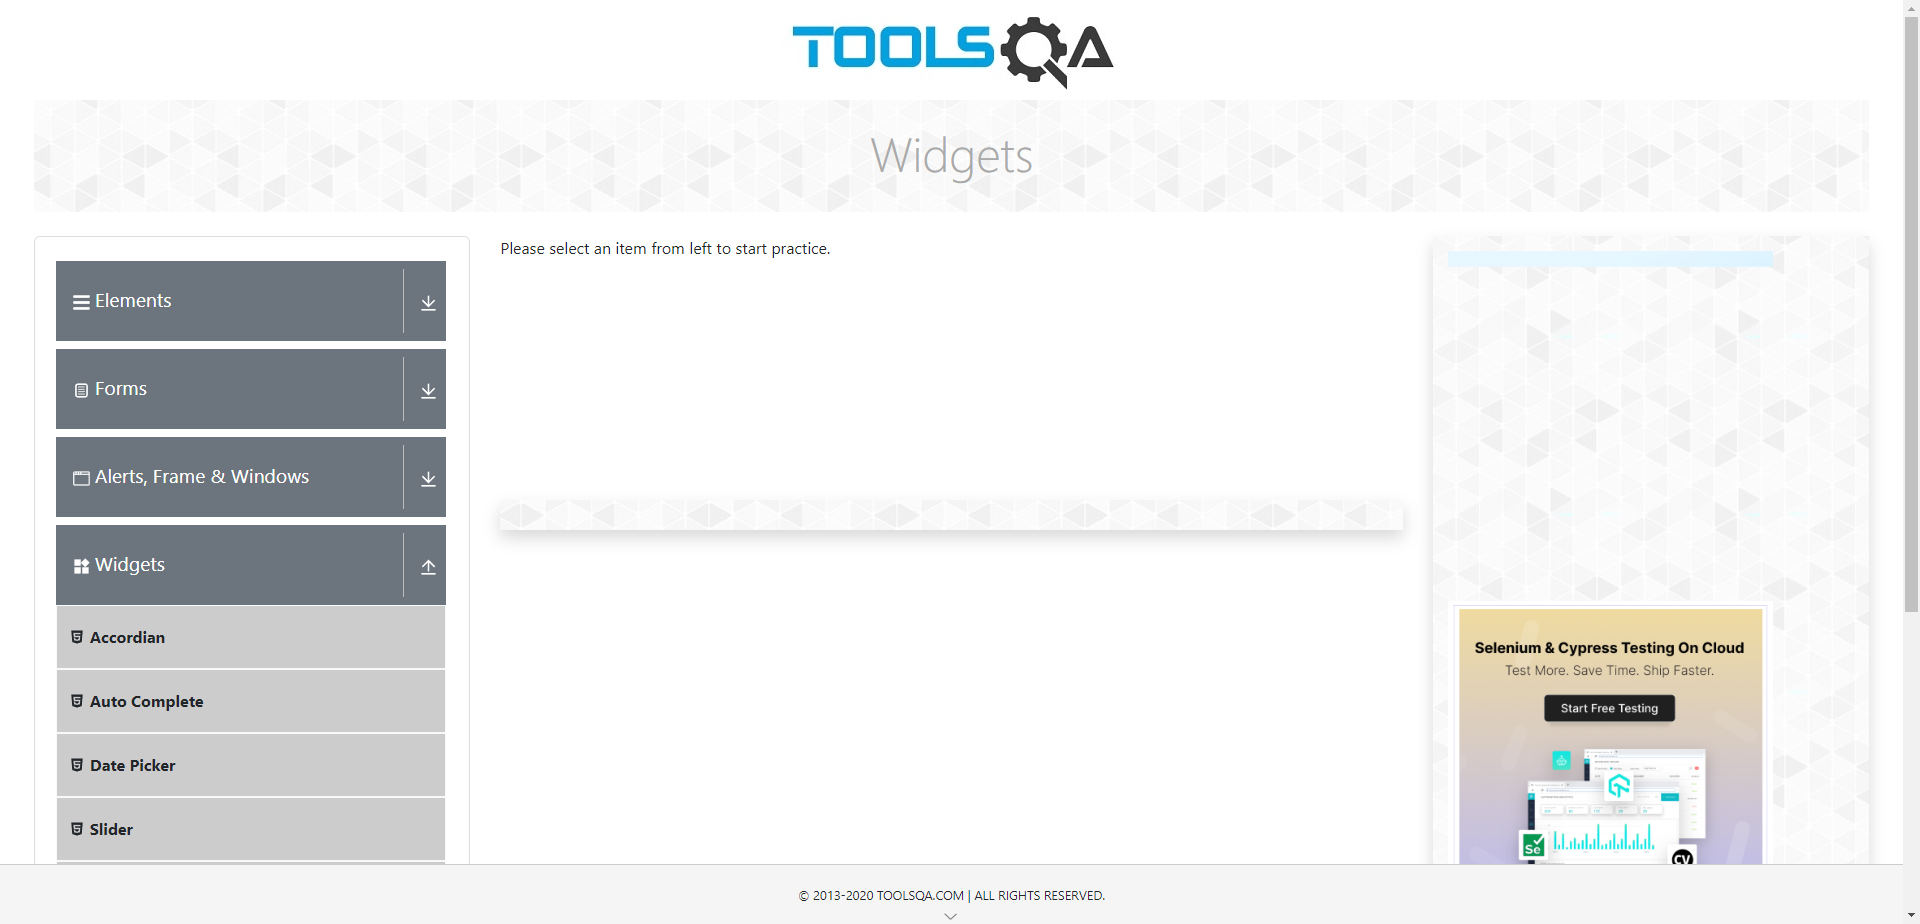 TOOLSQA
Widgets
Elements
Forms
Alerts, Frame & Windows
Widgets
Accordian
Auto Complete
Date Picker
Slider
Please select an item from left to start practice.
Selenium & Cypress Testing On Cloud
Test More. Save Time. Ship Faster.
Start Free Testing
Se
CY
© 2013-2020 TOOLSQA.COM | ALL RIGHTS RESERVED.